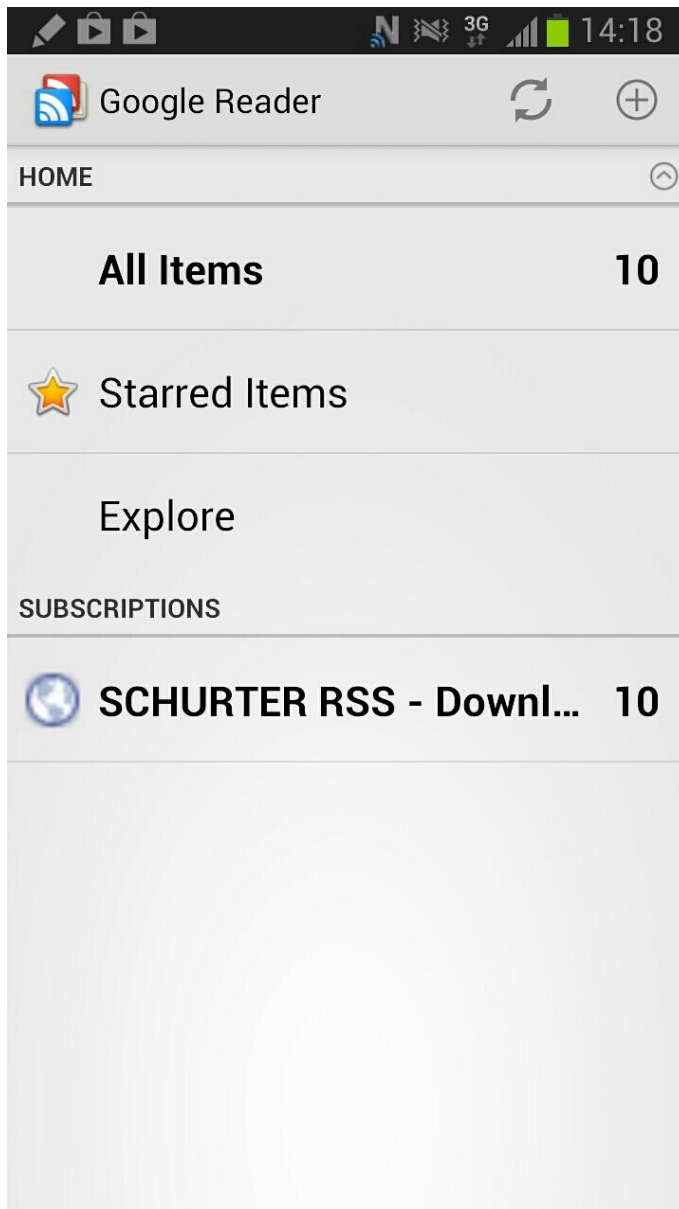 3G 14:18
Google Reader
HOME
All Items 10
Starred Items
Explore
SUBSCRIPTIONS
SCHURTER RSS - Downl... 10